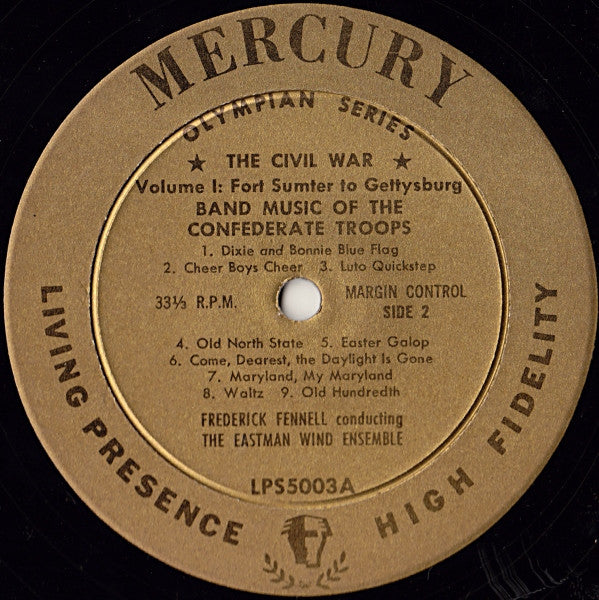 MERCURY
OLYMPIAN SERIES
★ THE CIVIL WAR ★
Volume I: Fort Sumter to Gettysburg
BAND MUSIC OF THE
CONFEDERATE TROOPS
1. Dixie and Bonnie Blue Flag
2. Cheer Boys Cheer 3. Luto Quickstep
33⅓ R.P.M.
MARGIN CONTROL
SIDE 2
4. Old North State 5. Easter Galop
6. Come, Dearest, the Daylight Is Gone
7. Maryland, My Maryland
8. Waltz 9. Old Hundredth
FREDERICK FENNELL conducting
THE EASTMAN WIND ENSEMBLE
LPS5003A
LIVING PRESENCE
HIGH FIDELITY